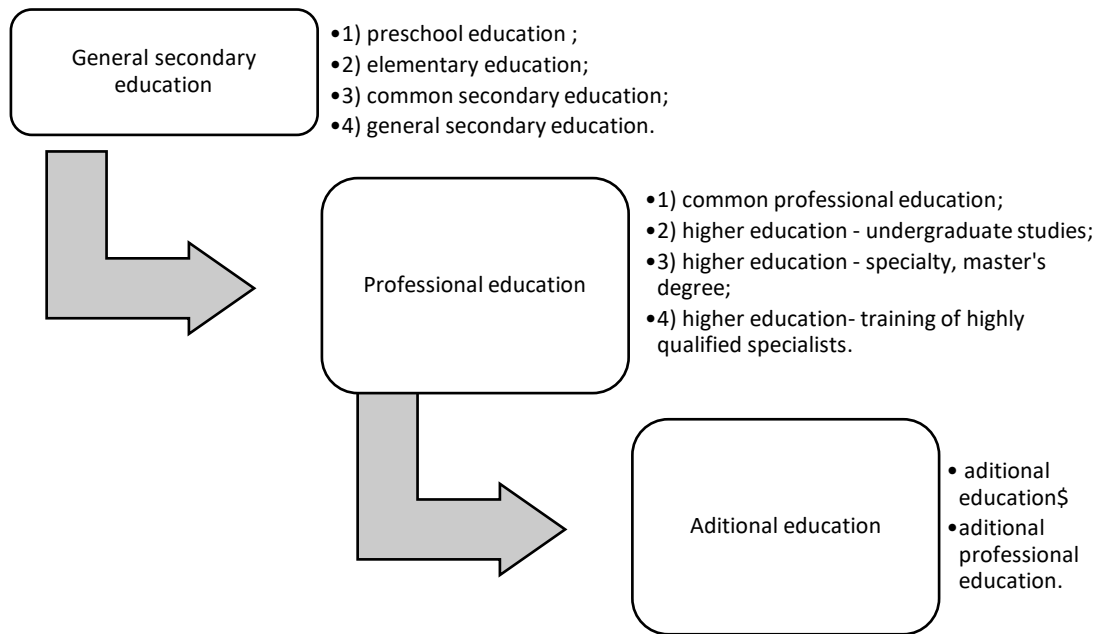 General secondary
education
•1) preschool education ;
•2) elementary education;
•3) common secondary education;
•4) general secondary education.
Professional education
•1) common professional education;
•2) higher education - undergraduate studies;
•3) higher education - specialty, master's
degree;
•4) higher education- training of highly
qualified specialists.
Aditional education
• aditional
education$
•aditional
professional
education.